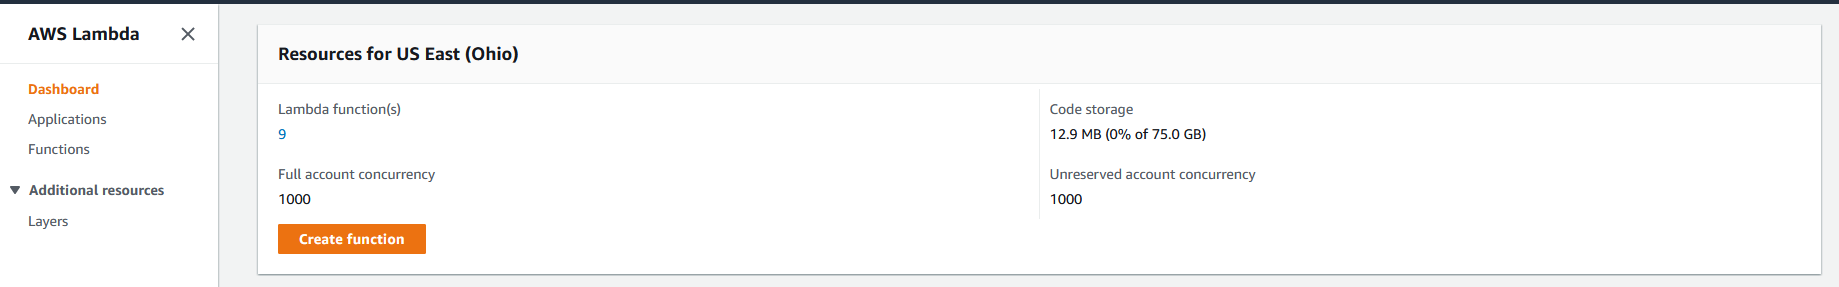 AWS Lambda
Dashboard
Applications
Functions
Additional resources
Layers
Resources for US East (Ohio)
Lambda function(s)
9
Code storage
12.9 MB (0% of 75.0 GB)
Full account concurrency
1000
Unreserved account concurrency
1000
Create function